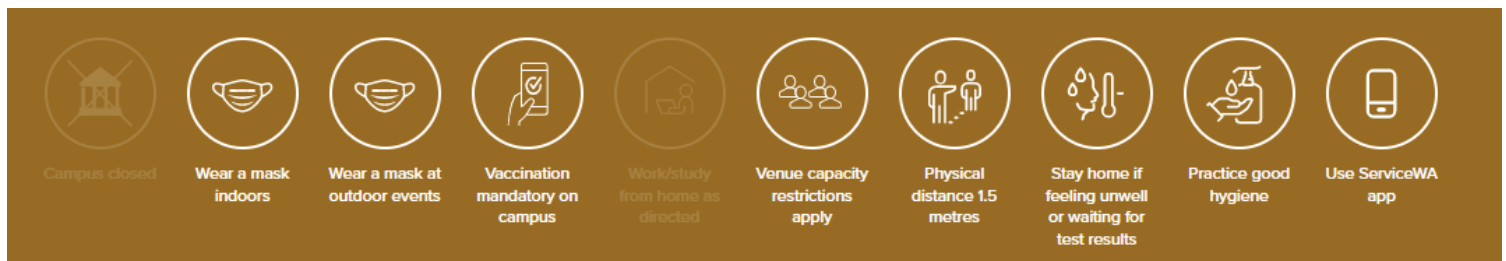 Campus closed
Wear a mask
indoors
Wear a mask at
outdoor events
Vaccination
mandatory on
campus
Work/study
from home as
directed
Venue capacity
restrictions
apply
Physical
distance 1.5
metres
Stay home if
feeling unwell
or waiting for
test results
Practice good
hygiene
Use ServiceWA
app